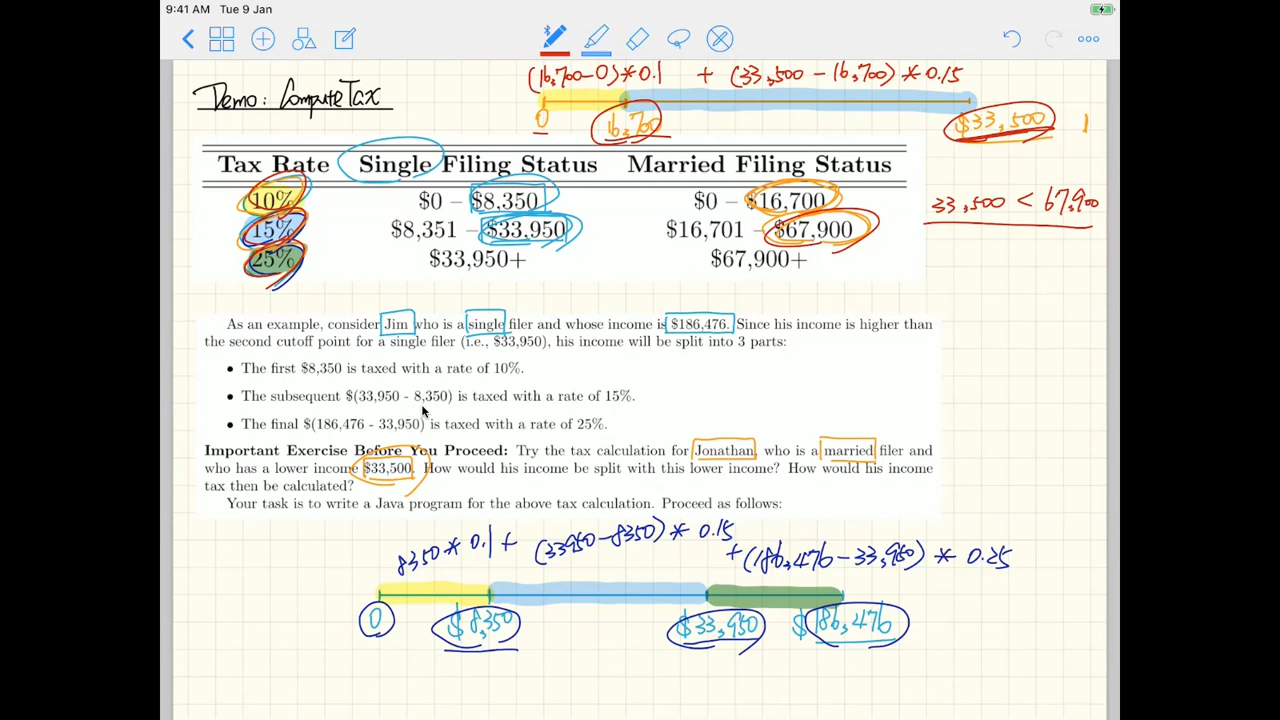 9:41 AM Tue 9 Jan
(16,700-0)*0.1 + (33,500-16,700)*0.15
Demo: ComputeTax
0 16,700 $33,500 1
Tax Rate Single Filing Status Married Filing Status
10% $0 – $8,350 $0 – $16,700
33,500 < 67,900
15% $8,351 – $33,950 $16,701 – $67,900
25% $33,950+ $67,900+
As an example, consider Jim who is a single filer and whose income is $186,476. Since his income is higher than
the second cutoff point for a single filer (i.e., $33,950), his income will be split into 3 parts:
• The first $8,350 is taxed with a rate of 10%.
• The subsequent $(33,950 - 8,350) is taxed with a rate of 15%.
• The final $(186,476 - 33,950) is taxed with a rate of 25%.
Important Exercise Before You Proceed: Try the tax calculation for Jonathan, who is a married filer and
who has a lower income $33,500. How would his income be split with this lower income? How would his income
tax then be calculated?
Your task is to write a Java program for the above tax calculation. Proceed as follows:
8350*0.1 + (33950-8350)*0.15
+(186,476-33,950)*0.25
0 $8,350 $33,950 $186,476